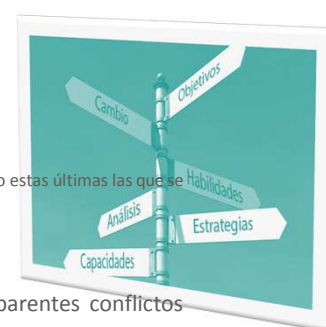 Objetivos
Cambio
o estas últimas las que se
Habilidades
Análisis
Estrategias
Capacidades
parentes conflictos